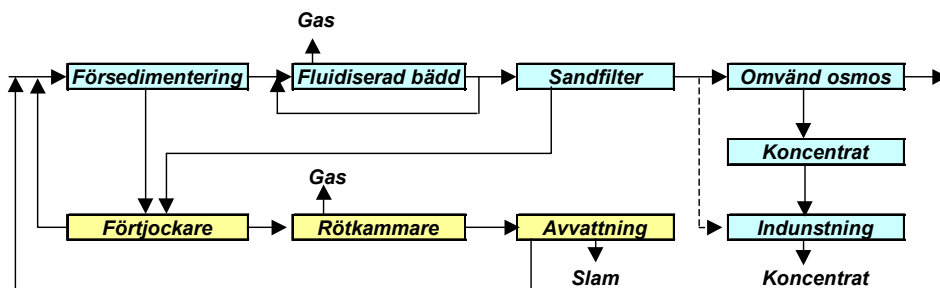 Gas
Försedimentering
Fluidiserad bädd
Sandfilter
Omvänd osmos
Koncentrat
Gas
Förtjockare
Rötkammare
Avvattning
Indunstning
Slam
Koncentrat